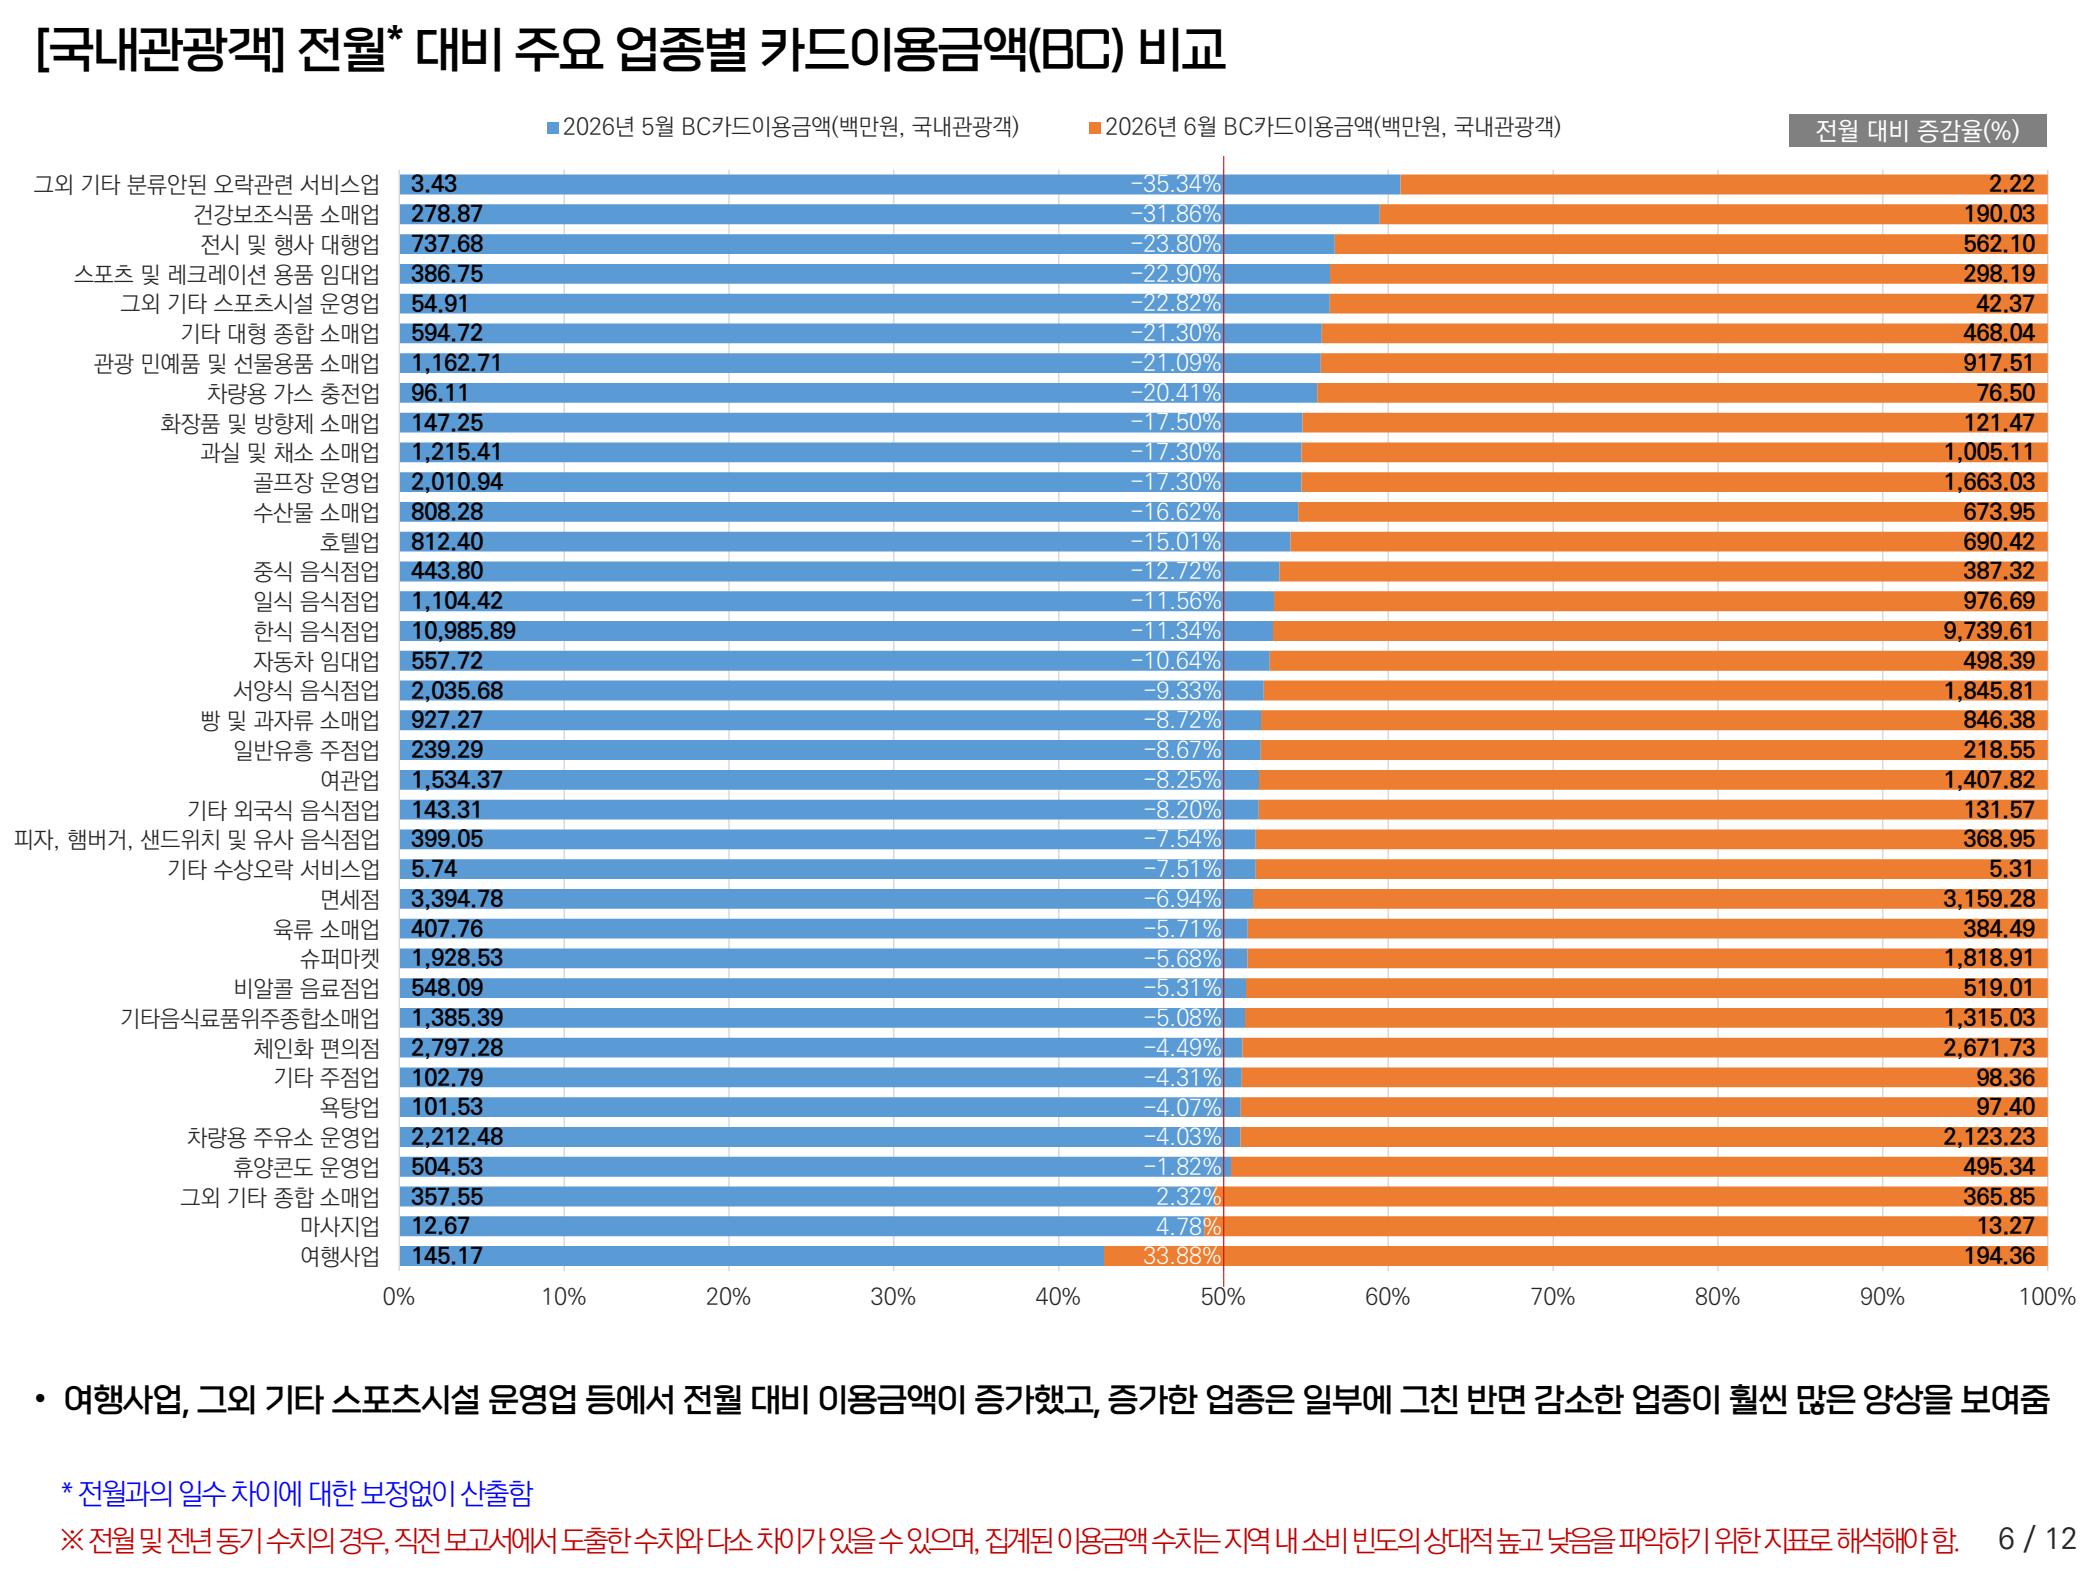 [국내관광객] 전월* 대비 주요 업종별 카드이용금액(BC) 비교
2026년 5월 BC카드이용금액(백만원, 국내관광객) 2026년 6월 BC카드이용금액(백만원, 국내관광객) 전월 대비 증감율(%)
그외 기타 분류안된 오락관련 서비스업 3.43 -35.34% 2.22
건강보조식품 소매업 278.87 -31.86% 190.03
전시 및 행사 대행업 737.68 -23.80% 562.10
스포츠 및 레크레이션 용품 임대업 386.75 -22.90% 298.19
그외 기타 스포츠시설 운영업 54.91 -22.82% 42.37
기타 대형 종합 소매업 594.72 -21.30% 468.04
관광 민예품 및 선물용품 소매업 1,162.71 -21.09% 917.51
차량용 가스 충전업 96.11 -20.41% 76.50
화장품 및 방향제 소매업 147.25 -17.50% 121.47
과실 및 채소 소매업 1,215.41 -17.30% 1,005.11
골프장 운영업 2,010.94 -17.30% 1,663.03
수산물 소매업 808.28 -16.62% 673.95
호텔업 812.40 -15.01% 690.42
중식 음식점업 443.80 -12.72% 387.32
일식 음식점업 1,104.42 -11.56% 976.69
한식 음식점업 10,985.89 -11.34% 9,739.61
자동차 임대업 557.72 -10.64% 498.39
서양식 음식점업 2,035.68 -9.33% 1,845.81
빵 및 과자류 소매업 927.27 -8.72% 846.38
일반유흥 주점업 239.29 -8.67% 218.55
여관업 1,534.37 -8.25% 1,407.82
기타 외국식 음식점업 143.31 -8.20% 131.57
피자, 햄버거, 샌드위치 및 유사 음식점업 399.05 -7.54% 368.95
기타 수상오락 서비스업 5.74 -7.51% 5.31
면세점 3,394.78 -6.94% 3,159.28
육류 소매업 407.76 -5.71% 384.49
슈퍼마켓 1,928.53 -5.68% 1,818.91
비알콜 음료점업 548.09 -5.31% 519.01
기타음식료품위주종합소매업 1,385.39 -5.08% 1,315.03
체인화 편의점 2,797.28 -4.49% 2,671.73
기타 주점업 102.79 -4.31% 98.36
욕탕업 101.53 -4.07% 97.40
차량용 주유소 운영업 2,212.48 -4.03% 2,123.23
휴양콘도 운영업 504.53 -1.82% 495.34
그외 기타 종합 소매업 357.55 2.32% 365.85
마사지업 12.67 4.78% 13.27
여행사업 145.17 33.88% 194.36
0% 10% 20% 30% 40% 50% 60% 70% 80% 90% 100%
• 여행사업, 그외 기타 스포츠시설 운영업 등에서 전월 대비 이용금액이 증가했고, 증가한 업종은 일부에 그친 반면 감소한 업종이 훨씬 많은 양상을 보여줌
* 전월과의 일수 차이에 대한 보정없이 산출함
※ 전월 및 전년 동기 수치의 경우, 직전 보고서에서 도출한 수치와 다소 차이가 있을 수 있으며, 집계된 이용금액 수치는 지역 내 소비 빈도의 상대적 높고 낮음을 파악하기 위한 지표로 해석해야 함. 6 / 12